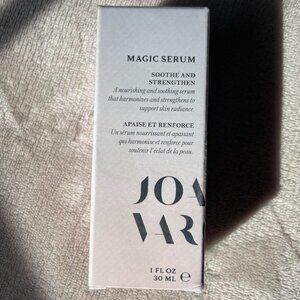 MAGIC SERUM
SOOTHE AND
STRENGTHEN
A nourishing and soothing serum
that harmonizes and strengthens to
support skin radiance.
APAISE ET RENFORCE
Un sérum nourrissant et apaisant
qui harmonise et renforce pour
soutenir l'éclat de la peau.
JOA
VAR
1 FL OZ
30 ML ℮